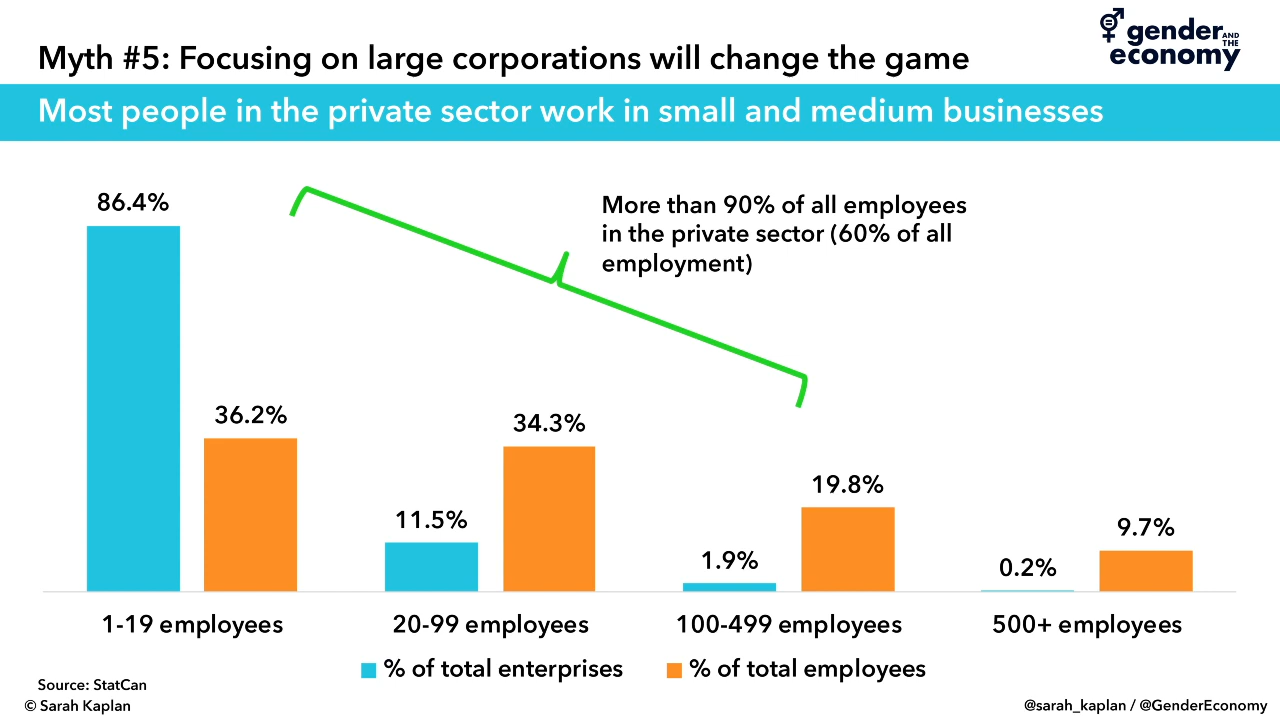 Myth #5: Focusing on large corporations will change the game
gender AND THE
economy
Most people in the private sector work in small and medium businesses
86.4%
36.2%
11.5%
34.3%
1.9%
19.8%
0.2%
9.7%
More than 90% of all employees
in the private sector (60% of all
employment)
1-19 employees
20-99 employees
100-499 employees
500+ employees
% of total enterprises
% of total employees
Source: StatCan
© Sarah Kaplan
@sarah_kaplan / @GenderEconomy